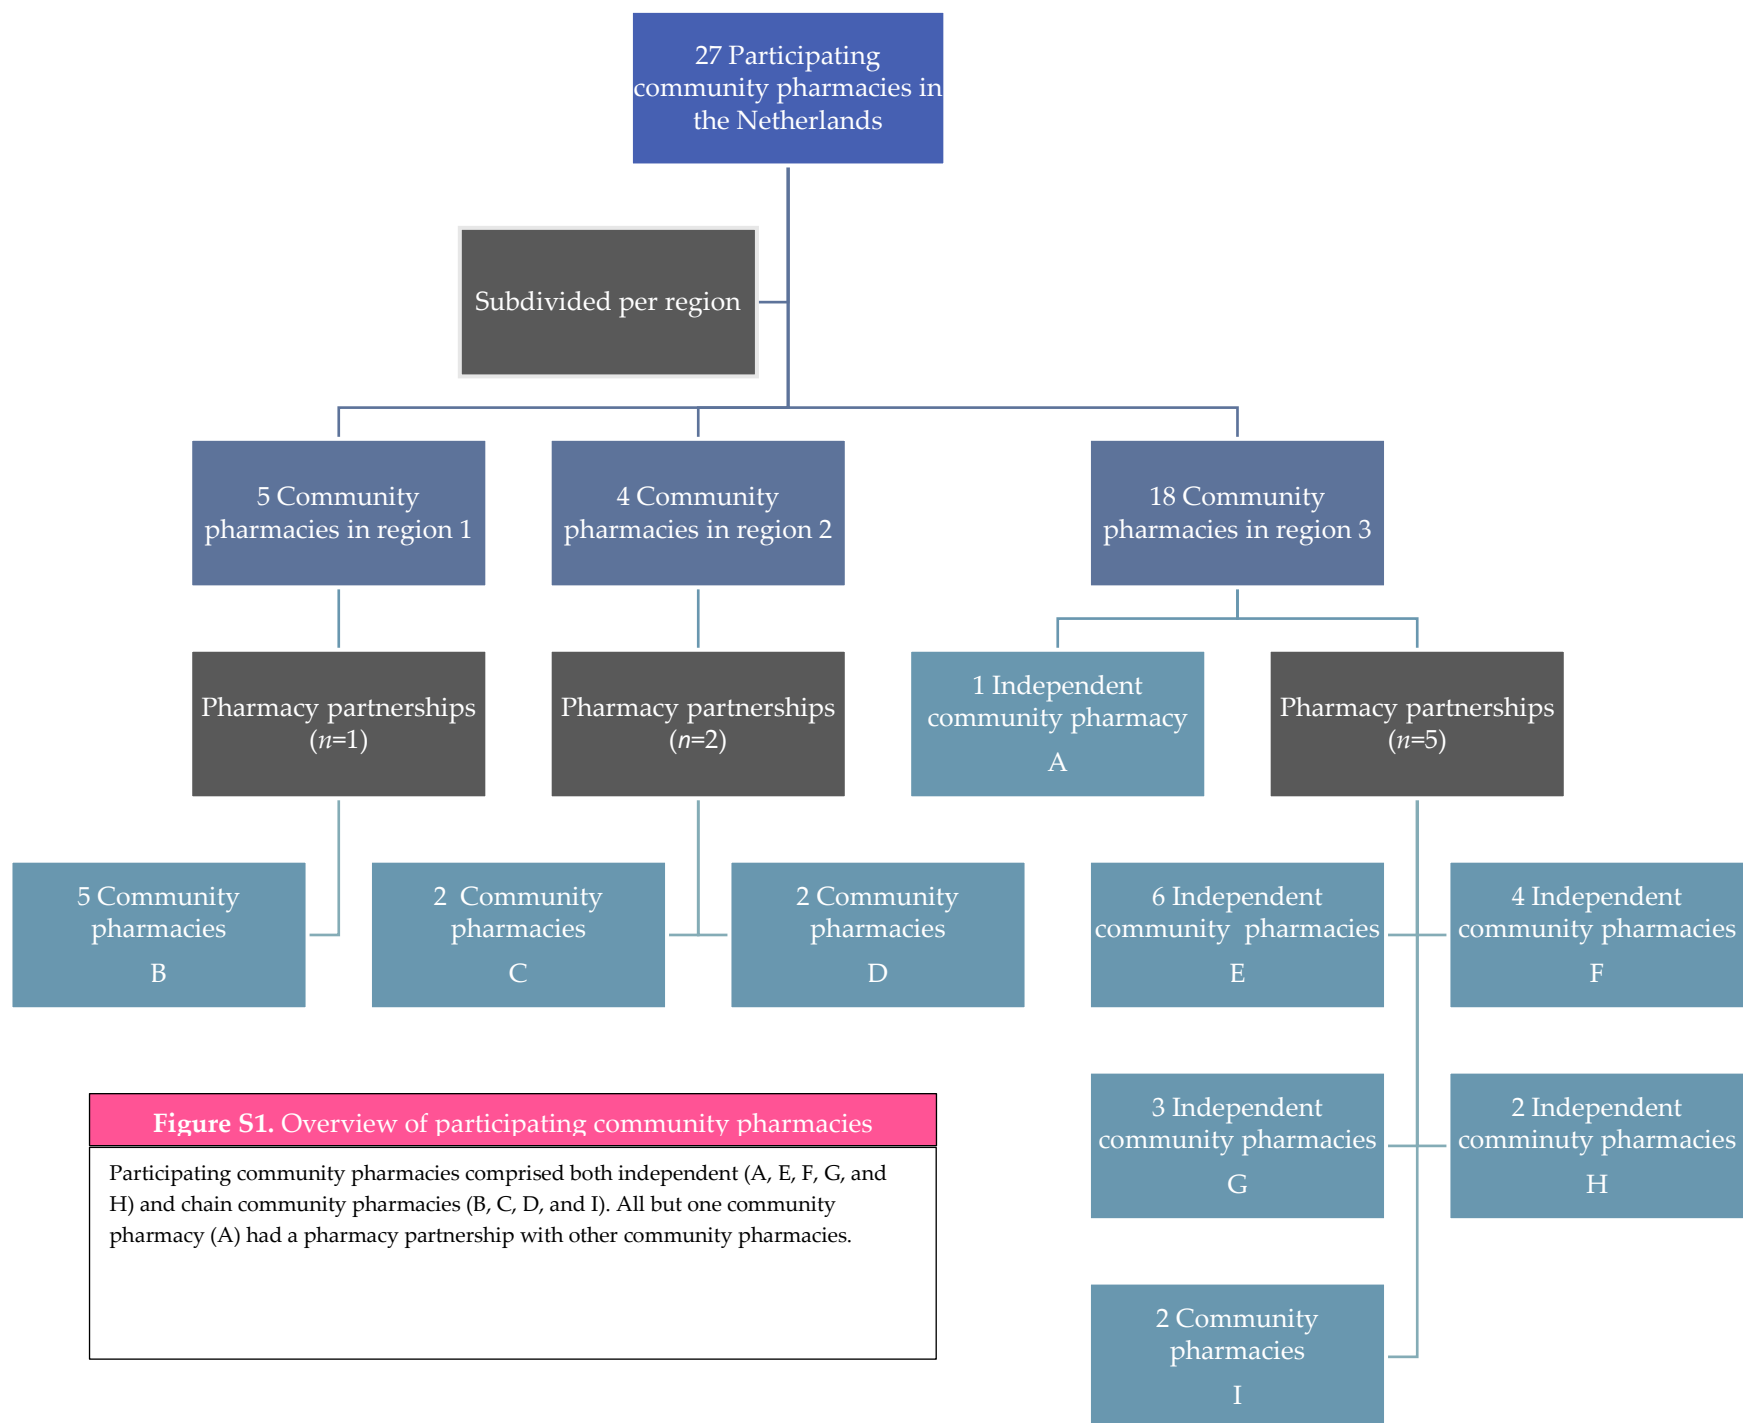 27 Participating
community pharmacies in
the Netherlands
Subdivided per region
5 Community
pharmacies in region 1
4 Community
pharmacies in region 2
18 Community
pharmacies in region 3
Pharmacy partnerships
(n=1)
Pharmacy partnerships
(n=2)
1 Independent
community pharmacy
A
Pharmacy partnerships
(n=5)
5 Community
pharmacies
B
2 Community
pharmacies
C
2 Community
pharmacies
D
6 Independent
community pharmacies
E
4 Independent
community pharmacies
F
3 Independent
community pharmacies
G
2 Independent
comminuty pharmacies
H
2 Community
pharmacies
I
Figure S1. Overview of participating community pharmacies
Participating community pharmacies comprised both independent (A, E, F, G, and
H) and chain community pharmacies (B, C, D, and I). All but one community
pharmacy (A) had a pharmacy partnership with other community pharmacies.